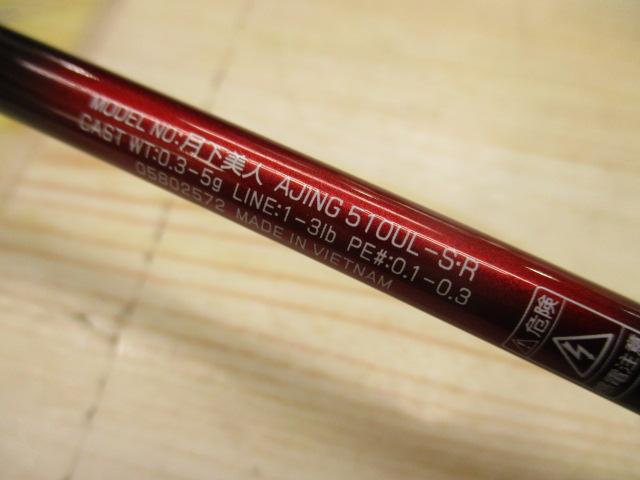 MODEL NO:月下美人 AJING 510UL-S・R
CAST WT:0.3-5g LINE:1-3lb PE#:0.1-0.3
05802572 MADE IN VIETNAM
⚠危険
注